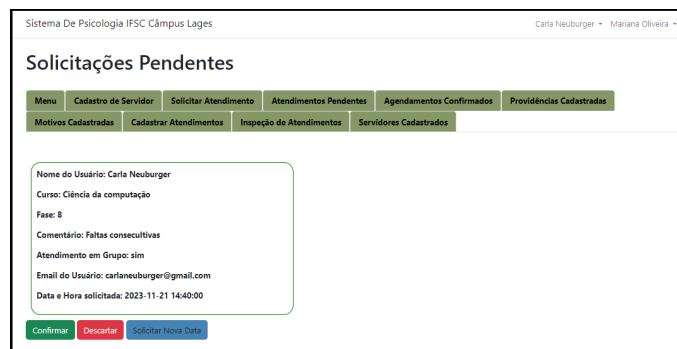 Sistema De Psicologia IFSC Câmpus Lages Carla Neuburger Mariana Oliveira
Solicitações Pendentes
Menu Cadastro de Servidor Solicitar Atendimento Atendimentos Pendentes Agendamentos Confirmados Providências Cadastradas
Motivos Cadastradas Cadastrar Atendimentos Inspeção de Atendimentos Servidores Cadastrados
Nome do Usuário: Carla Neuburger
Curso: Ciência da computação
Fase: 8
Comentário: Faltas consecultivas
Atendimento em Grupo: sim
Email do Usuário: carlaneuburger@gmail.com
Data e Hora solicitada: 2023-11-21 14:40:00
Confirmar Descartar Solicitar Nova Data